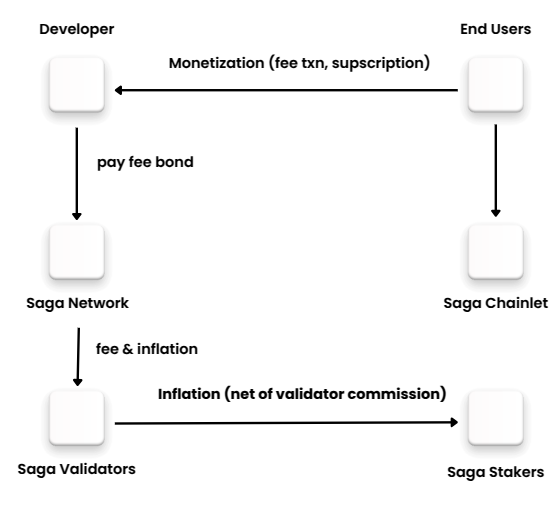 Developer
End Users
Monetization (fee txn, supscription)
pay fee bond
Saga Network
Saga Chainlet
fee & inflation
Inflation (net of validator commission)
Saga Validators
Saga Stakers